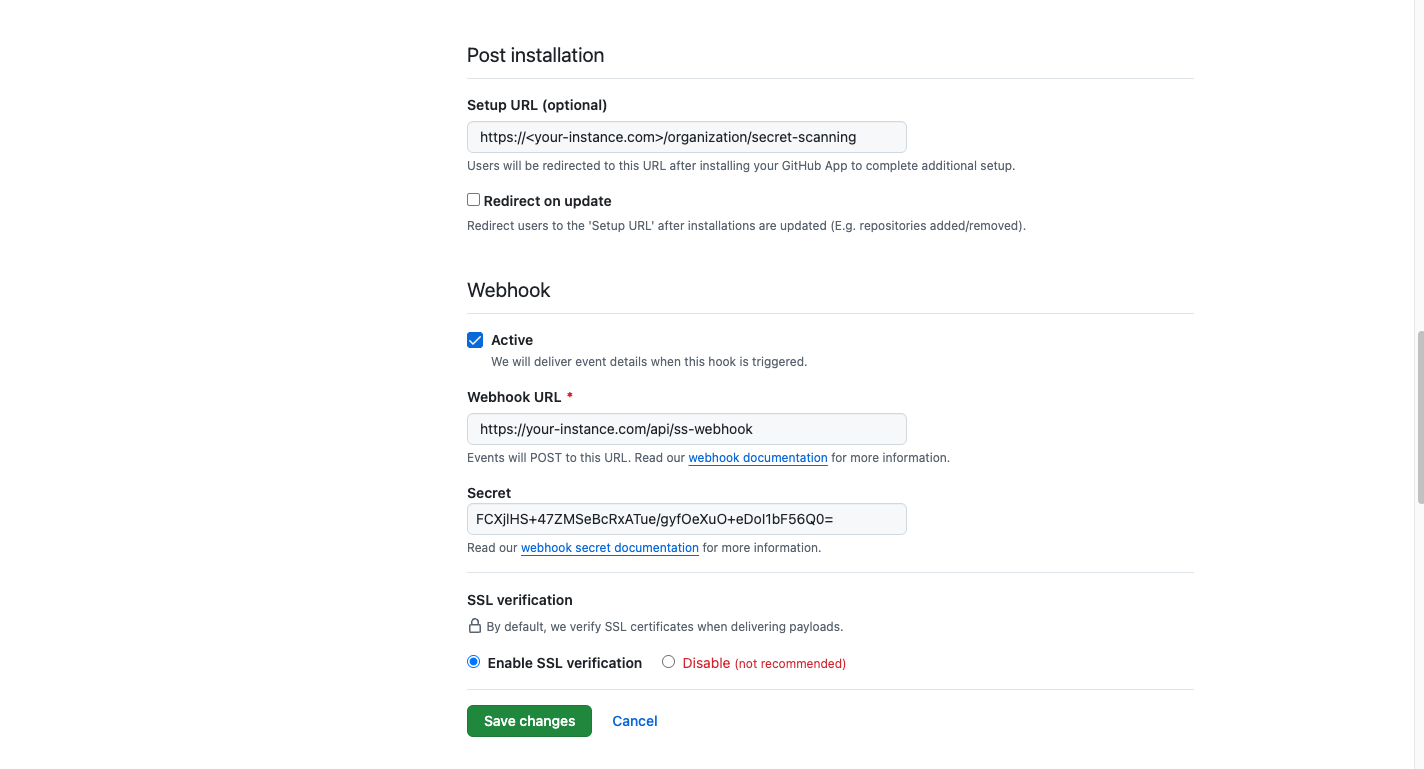 Post installation
Setup URL (optional)
https://<your-instance.com>/organization/secret-scanning
Users will be redirected to this URL after installing your GitHub App to complete additional setup.
Redirect on update
Redirect users to the 'Setup URL' after installations are updated (E.g. repositories added/removed).
Webhook
Active
We will deliver event details when this hook is triggered.
Webhook URL *
https://your-instance.com/api/ss-webhook
Events will POST to this URL. Read our webhook documentation for more information.
Secret
FCXjIHS+47ZMSeBcRxATue/gyfOeXuO+eDoI1bF56Q0=
Read our webhook secret documentation for more information.
SSL verification
By default, we verify SSL certificates when delivering payloads.
Enable SSL verification Disable (not recommended)
Save changes Cancel